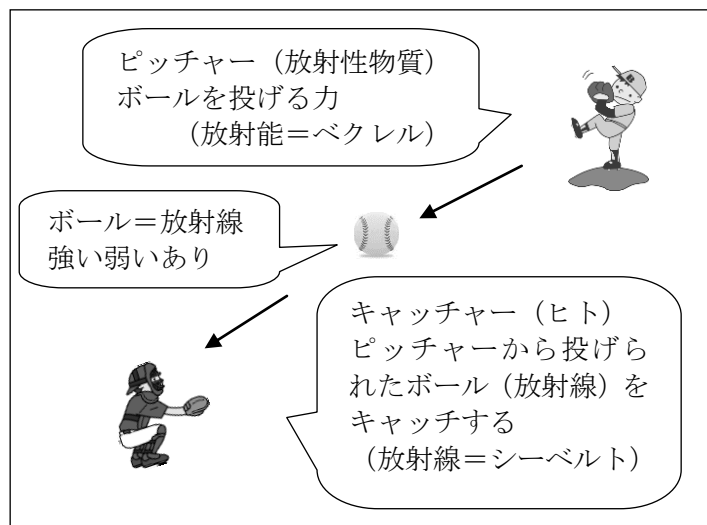 ピッチャー（放射性物質）
ボールを投げる力
（放射能＝ベクレル）
ボール＝放射線
強い弱いあり
キャッチャー（ヒト）
ピッチャーから投げら
れたボール（放射線）を
キャッチする
（放射線＝シーベルト）